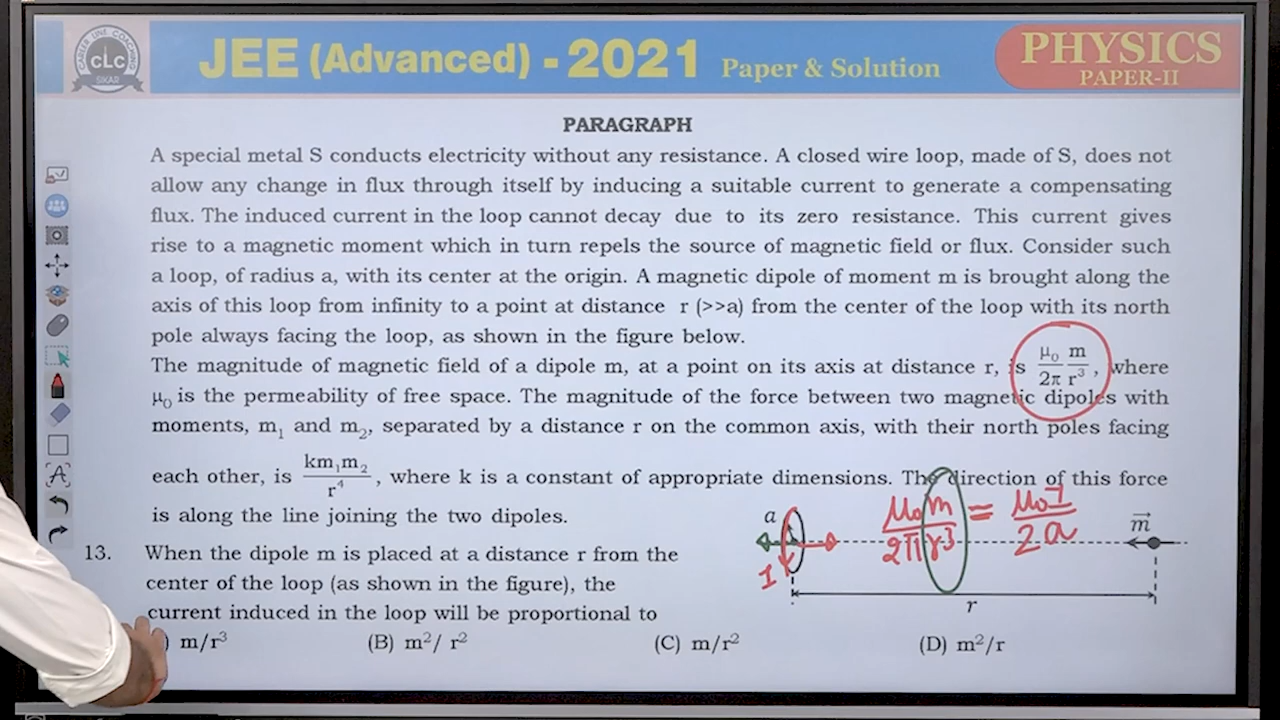 CAREER LINE COACHING
CLC
SIKAR
JEE (Advanced) - 2021 Paper & Solution
PHYSICS
PAPER-II
PARAGRAPH
A special metal S conducts electricity without any resistance. A closed wire loop, made of S, does not
allow any change in flux through itself by inducing a suitable current to generate a compensating
flux. The induced current in the loop cannot decay due to its zero resistance. This current gives
rise to a magnetic moment which in turn repels the source of magnetic field or flux. Consider such
a loop, of radius a, with its center at the origin. A magnetic dipole of moment m is brought along the
axis of this loop from infinity to a point at distance r (>>a) from the center of the loop with its north
pole always facing the loop, as shown in the figure below.
The magnitude of magnetic field of a dipole m, at a point on its axis at distance r, is μ₀/2π m/r³, where
μ₀ is the permeability of free space. The magnitude of the force between two magnetic dipoles with
moments, m₁ and m₂, separated by a distance r on the common axis, with their north poles facing
each other, is km₁m₂/r⁴, where k is a constant of appropriate dimensions. The direction of this force
is along the line joining the two dipoles.
a
μ₀m/2πr³ = μ₀I/2a
m⃗
I
r
13. When the dipole m is placed at a distance r from the
center of the loop (as shown in the figure), the
current induced in the loop will be proportional to
) m/r³ (B) m²/ r² (C) m/r² (D) m²/r